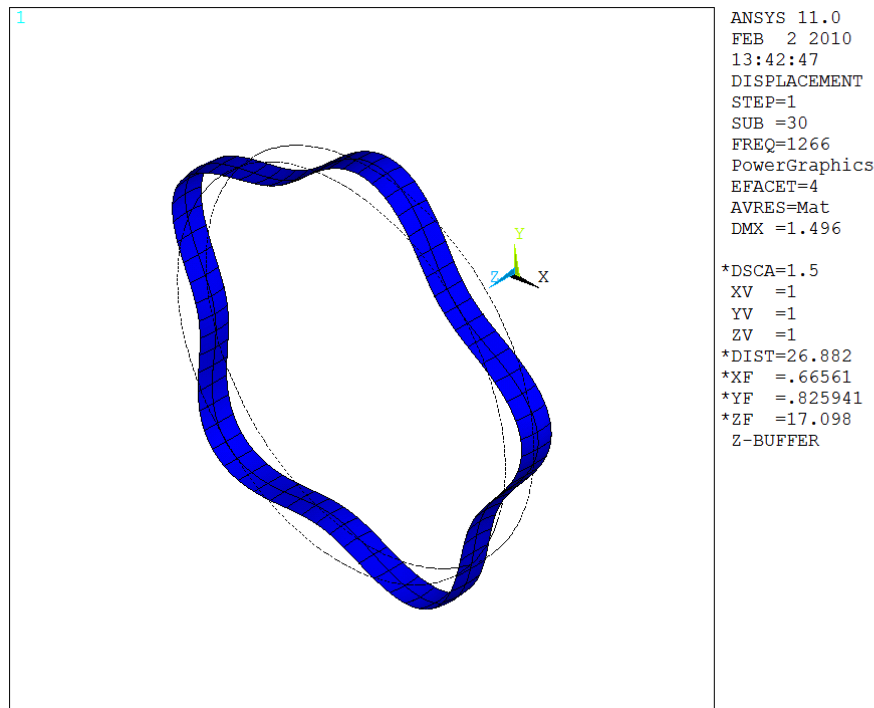 1
ANSYS 11.0
FEB  2 2010
13:42:47
DISPLACEMENT
STEP=1
SUB =30
FREQ=1266
PowerGraphics
EFACET=4
AVRES=Mat
DMX =1.496
*DSCA=1.5
XV  =1
YV  =1
ZV  =1
*DIST=26.882
*XF  =.66561
*YF  =.825941
*ZF  =17.098
Z-BUFFER
Y
Z
X